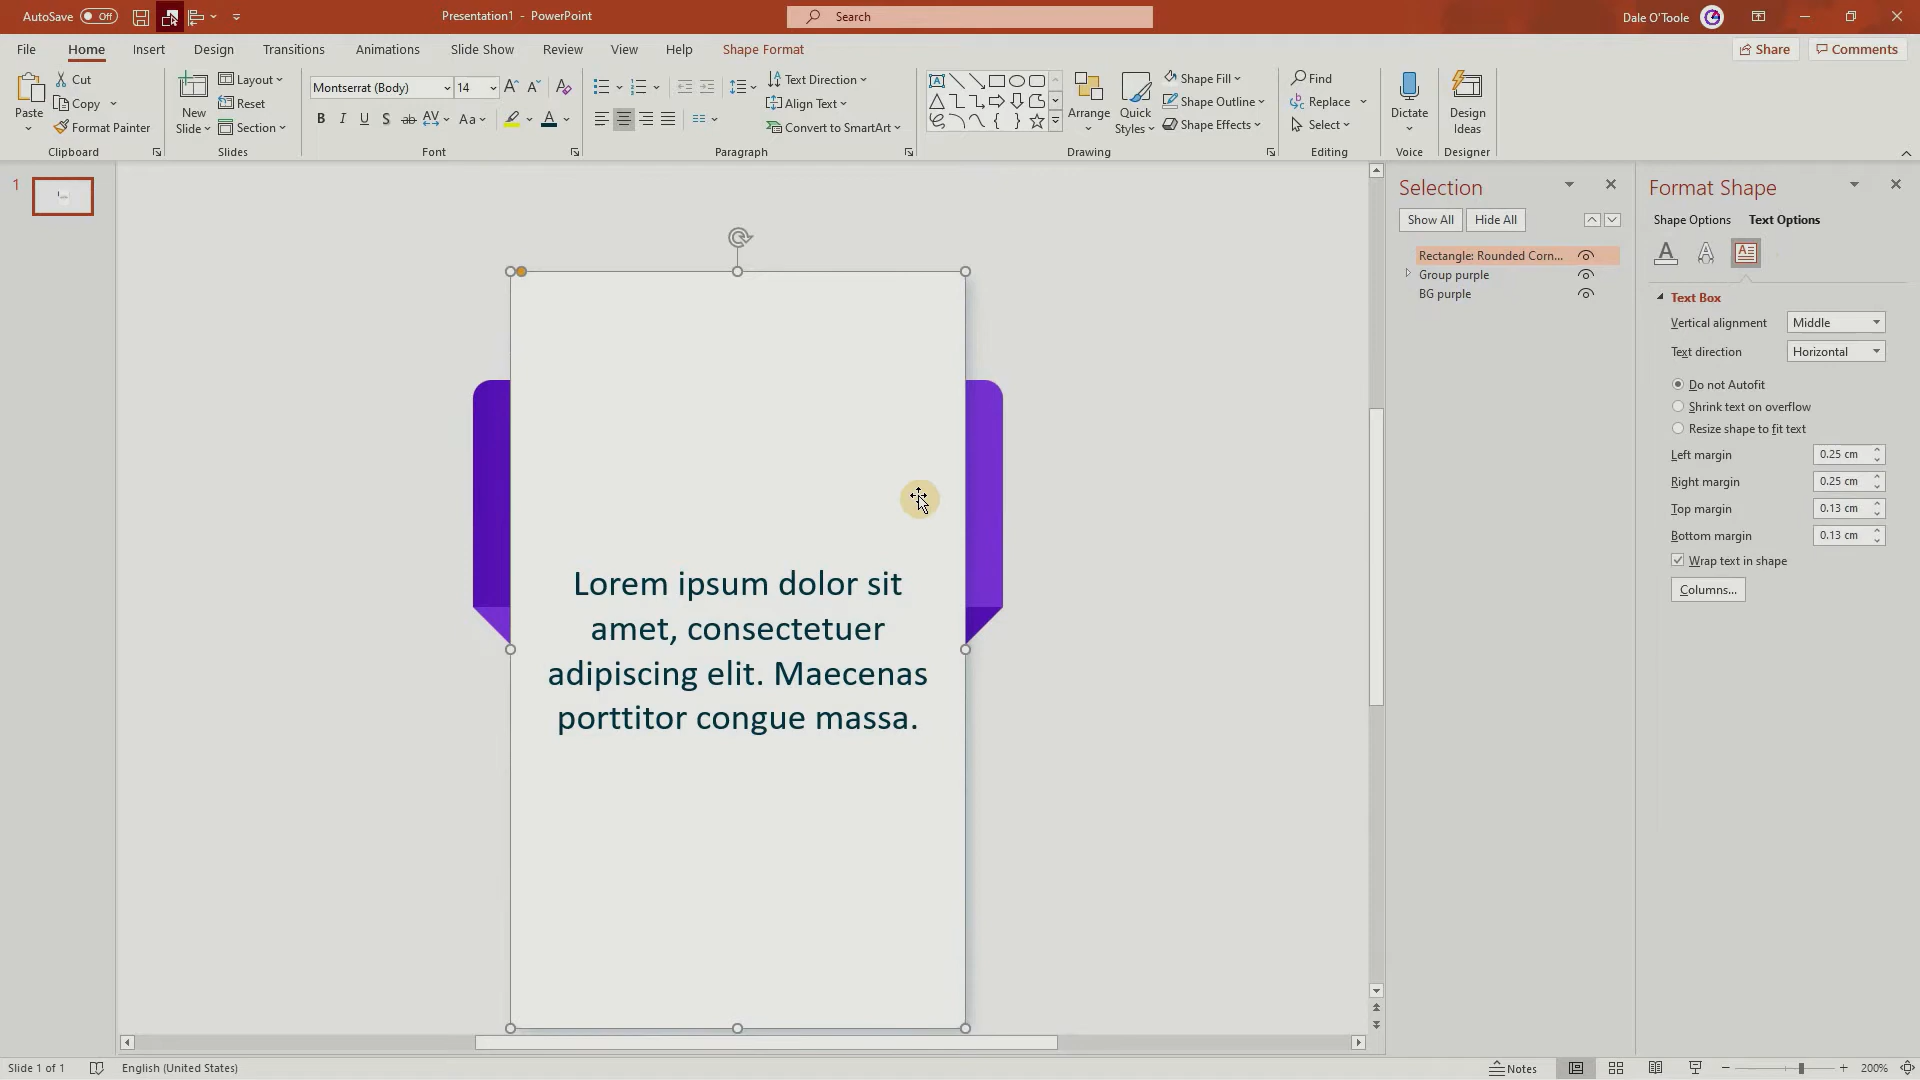 AutoSave Off
Presentation1 - PowerPoint
Search
Dale O'Toole
File Home Insert Design Transitions Animations Slide Show Review View Help Shape Format
Share Comments
Paste
Cut
Copy
Format Painter
Clipboard
New
Slide
Layout
Reset
Section
Slides
Montserrat (Body) 14
Font
Text Direction
Align Text
Convert to SmartArt
Paragraph
Arrange
Quick
Styles
Shape Fill
Shape Outline
Shape Effects
Drawing
Find
Replace
Select
Editing
Dictate
Voice
Design
Ideas
Designer
1
Lorem ipsum dolor sit
amet, consectetuer
adipiscing elit. Maecenas
porttitor congue massa.
Selection
Show All Hide All
Rectangle: Rounded Corn...
Group purple
BG purple
Format Shape
Shape Options Text Options
Text Box
Vertical alignment Middle
Text direction Horizontal
Do not Autofit
Shrink text on overflow
Resize shape to fit text
Left margin 0.25 cm
Right margin 0.25 cm
Top margin 0.13 cm
Bottom margin 0.13 cm
Wrap text in shape
Columns...
Slide 1 of 1 English (United States)
Notes
200%